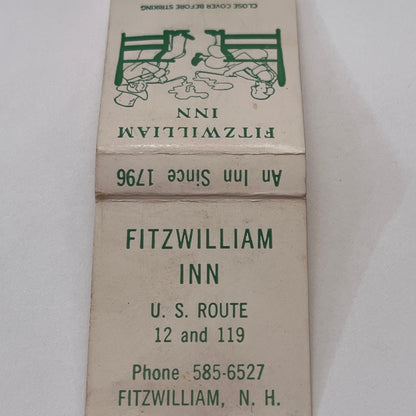 CLOSE COVER BEFORE STRIKING
FITZWILLIAM
INN
An Inn Since 1796
FITZWILLIAM
INN
U. S. ROUTE
12 and 119
Phone 585-6527
FITZWILLIAM, N. H.